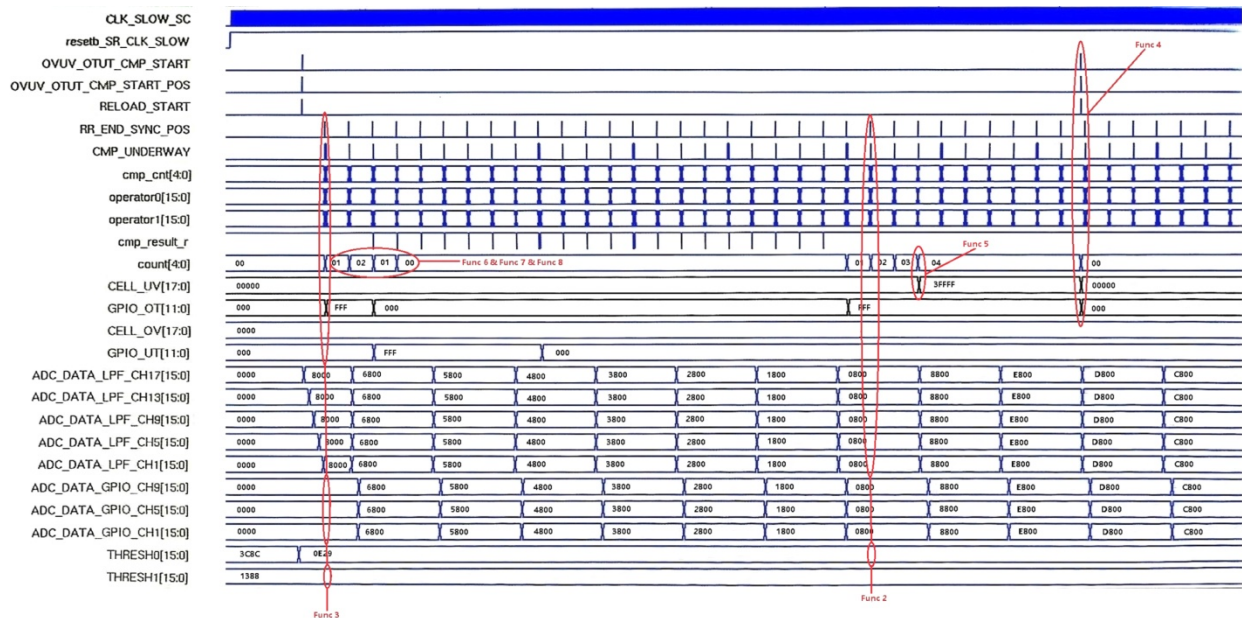 CLK_SLOW_SC
resetb_SR_CLK_SLOW
Func 4
OVUV_OTUT_CMP_START
OVUV_OTUT_CMP_START_POS
RELOAD_START
RR_END_SYNC_POS
CMP_UNDERWAY
cmp_cnt[4:0]
operator0[15:0]
operator1[15:0]
cmp_result_r
Func 5
count[4:0] 00 01 02 01 00 Func 6 & Func 7 & Func 8 01 02 03 04 00
CELL_UV[17:0] 00000 3FFFF 00000
GPIO_OT[11:0] 000 FFF 000 FFF 000
CELL_OV[17:0] 0000
GPIO_UT[11:0] 000 FFF 000
ADC_DATA_LPF_CH17[15:0] 0000 8000 6800 5800 4800 3800 2800 1800 0800 8800 E800 D800 C800
ADC_DATA_LPF_CH13[15:0] 0000 8000 6800 5800 4800 3800 2800 1800 0800 8800 E800 D800 C800
ADC_DATA_LPF_CH9[15:0] 0000 8000 6800 5800 4800 3800 2800 1800 0800 8800 E800 D800 C800
ADC_DATA_LPF_CH5[15:0] 0000 8000 6800 5800 4800 3800 2800 1800 0800 8800 E800 D800 C800
ADC_DATA_LPF_CH1[15:0] 0000 8000 6800 5800 4800 3800 2800 1800 0800 8800 E800 D800 C800
ADC_DATA_GPIO_CH9[15:0] 0000 6800 5800 4800 3800 2800 1800 0800 8800 E800 D800 C800
ADC_DATA_GPIO_CH5[15:0] 0000 6800 5800 4800 3800 2800 1800 0800 8800 E800 D800 C800
ADC_DATA_GPIO_CH1[15:0] 0000 6800 5800 4800 3800 2800 1800 0800 8800 E800 D800 C800
THRESH0[15:0] 3CBC 0E29
THRESH1[15:0] 1388
Func 3
Func 2